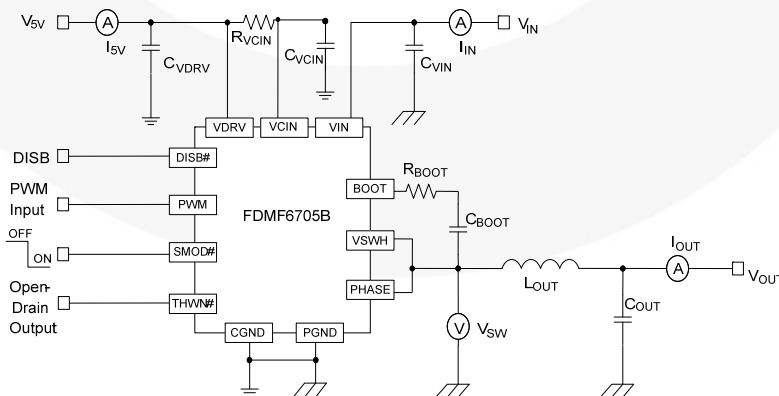 V5V
A
I5V
RVCIN
CVDRV
CVCIN
A
IIN
VIN
CVIN
VDRV
VCIN
VIN
DISB
DISB#
PWM
Input
PWM
OFF
ON
SMOD#
Open-
Drain
Output
THWN#
FDMF6705B
BOOT
RBOOT
CBOOT
VSWH
PHASE
CGND
PGND
V
VSW
LOUT
COUT
IOUT
A
VOUT